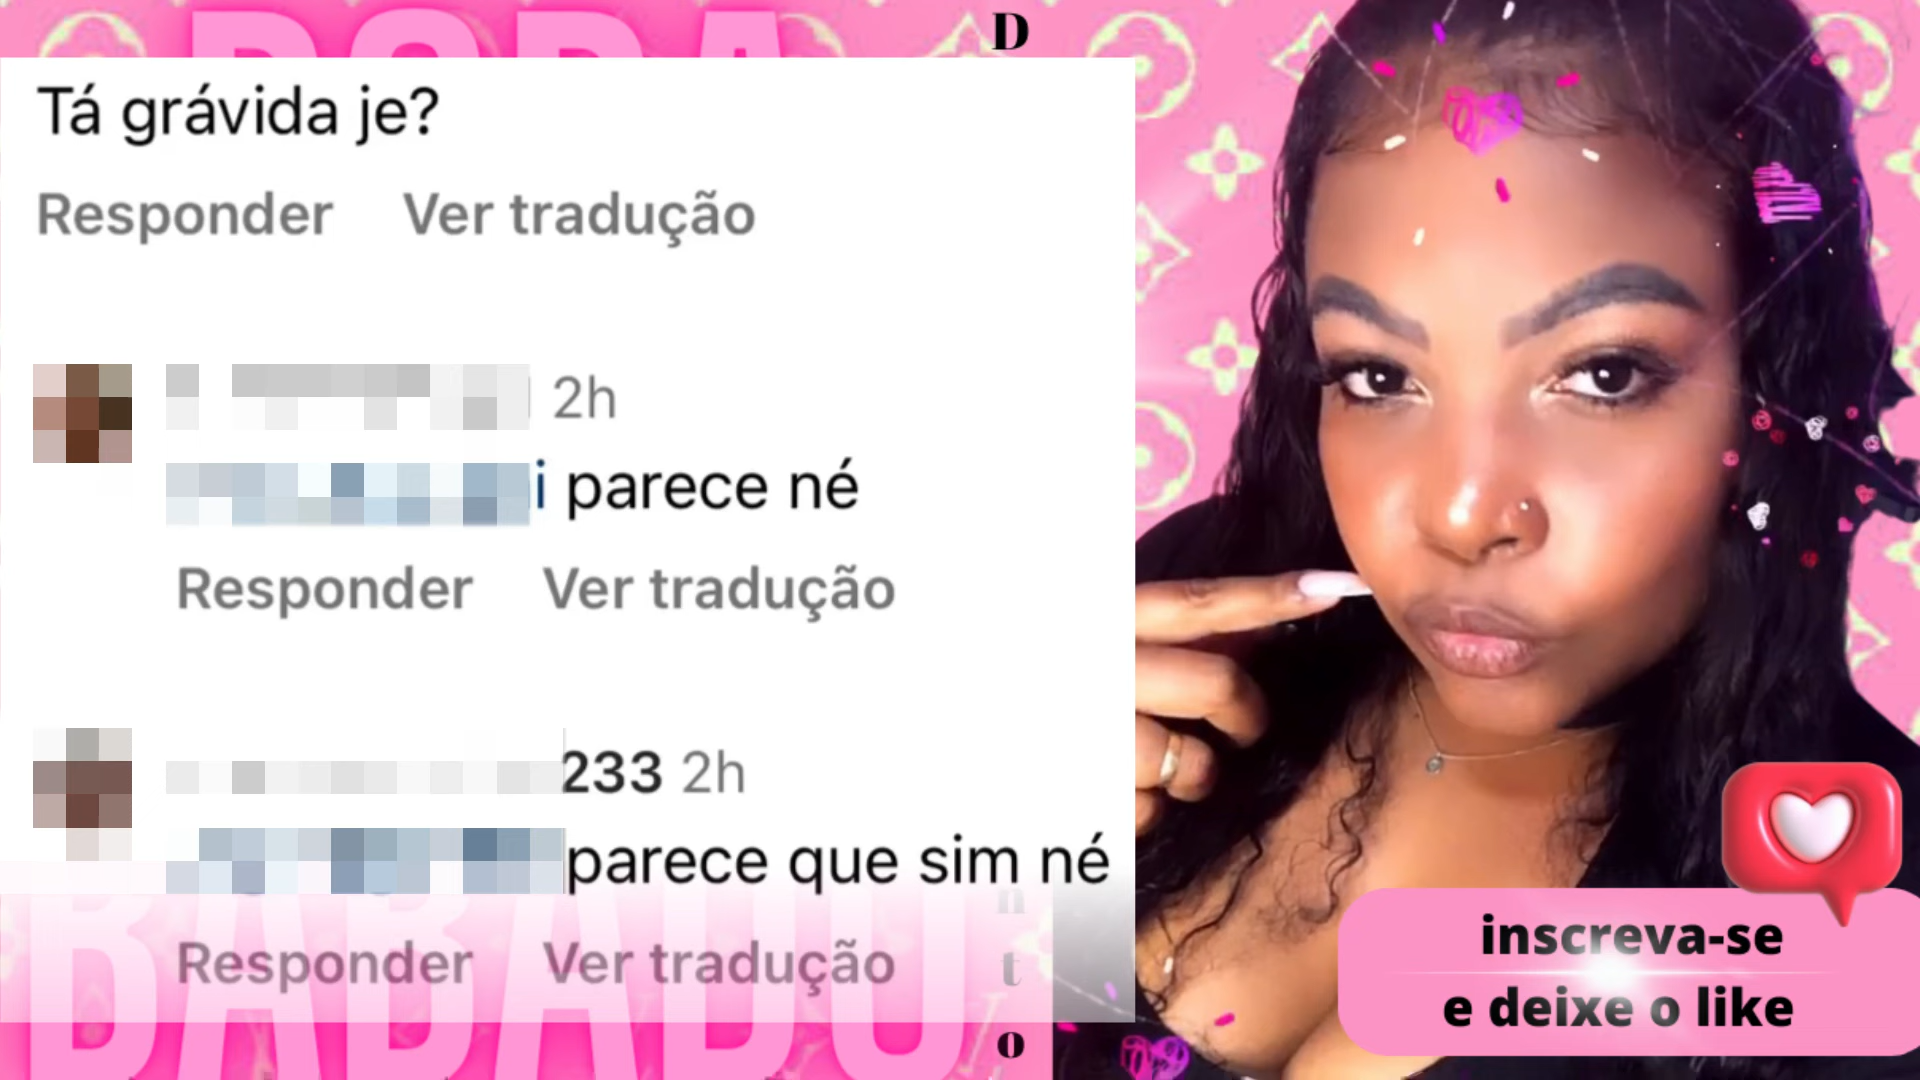 D
Tá grávida je?
Responder Ver tradução
2h
i parece né
Responder Ver tradução
233 2h
parece que sim né
Responder Ver tradução
BABADO
n
t
o
inscreva-se
e deixe o like